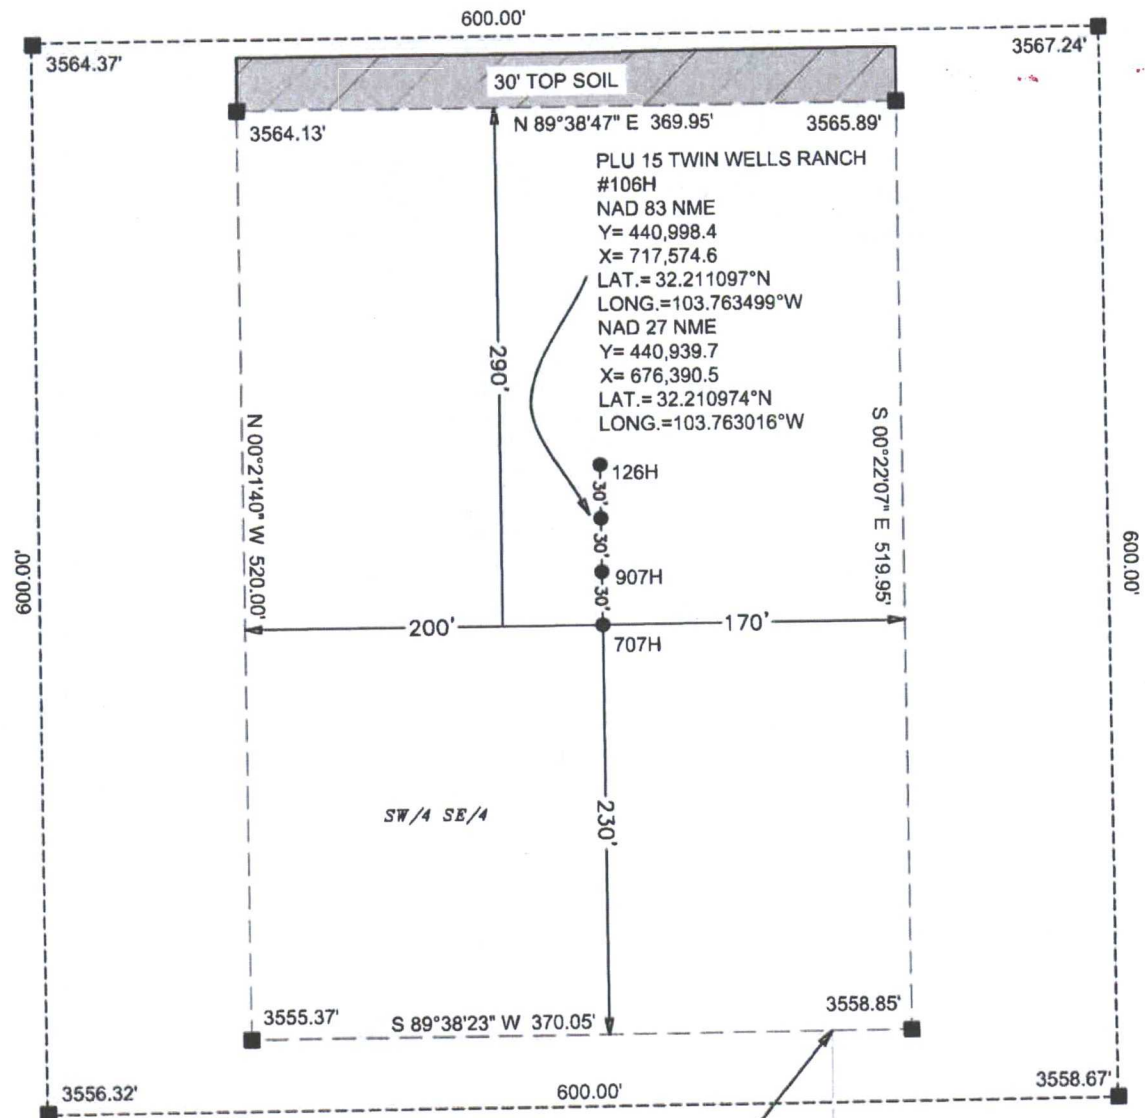 600.00'
3564.37'
3567.24'
30' TOP SOIL
N 89°38'47" E 369.95'
3564.13'
3565.89'
PLU 15 TWIN WELLS RANCH
#106H
NAD 83 NME
Y= 440,998.4
X= 717,574.6
LAT.= 32.211097°N
LONG.=103.763499°W
NAD 27 NME
Y= 440,939.7
X= 676,390.5
LAT.= 32.210974°N
LONG.=103.763016°W
290'
N 00°21'40" W 520.00'
S 00°22'07" E 519.95'
126H
30'
30'
907H
30'
600.00'
600.00'
200'
170'
707H
SW/4 SE/4
230'
3555.37'
S 89°38'23" W 370.05'
3558.85'
3556.32'
600.00'
3558.67'